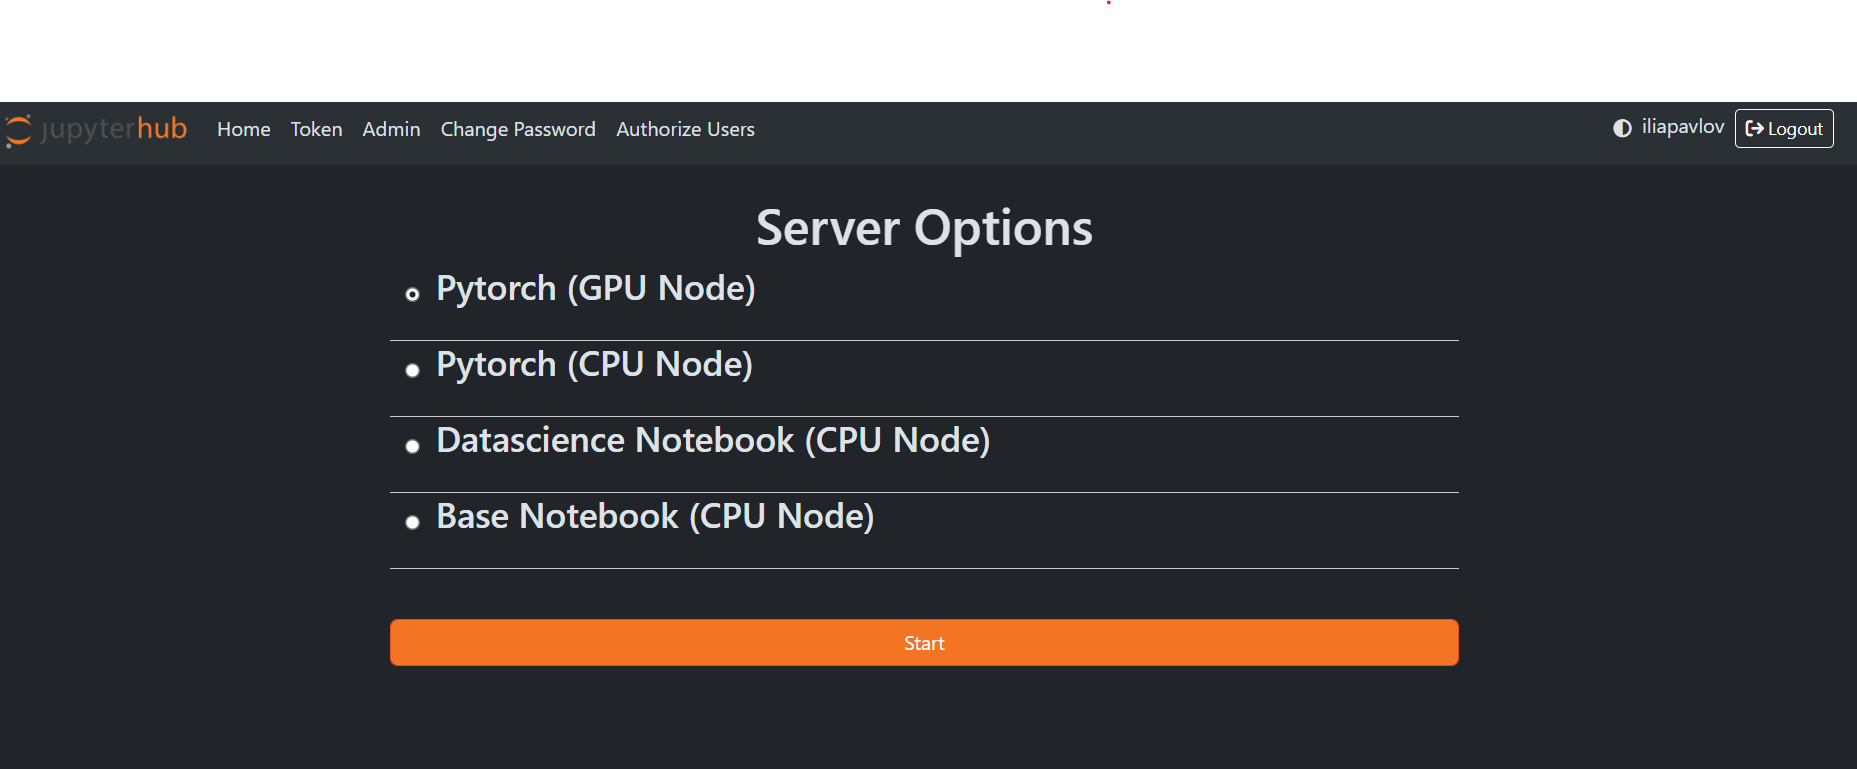 jupyterhub Home Token Admin Change Password Authorize Users iliapavlov Logout
Server Options
Pytorch (GPU Node)
Pytorch (CPU Node)
Datascience Notebook (CPU Node)
Base Notebook (CPU Node)
Start